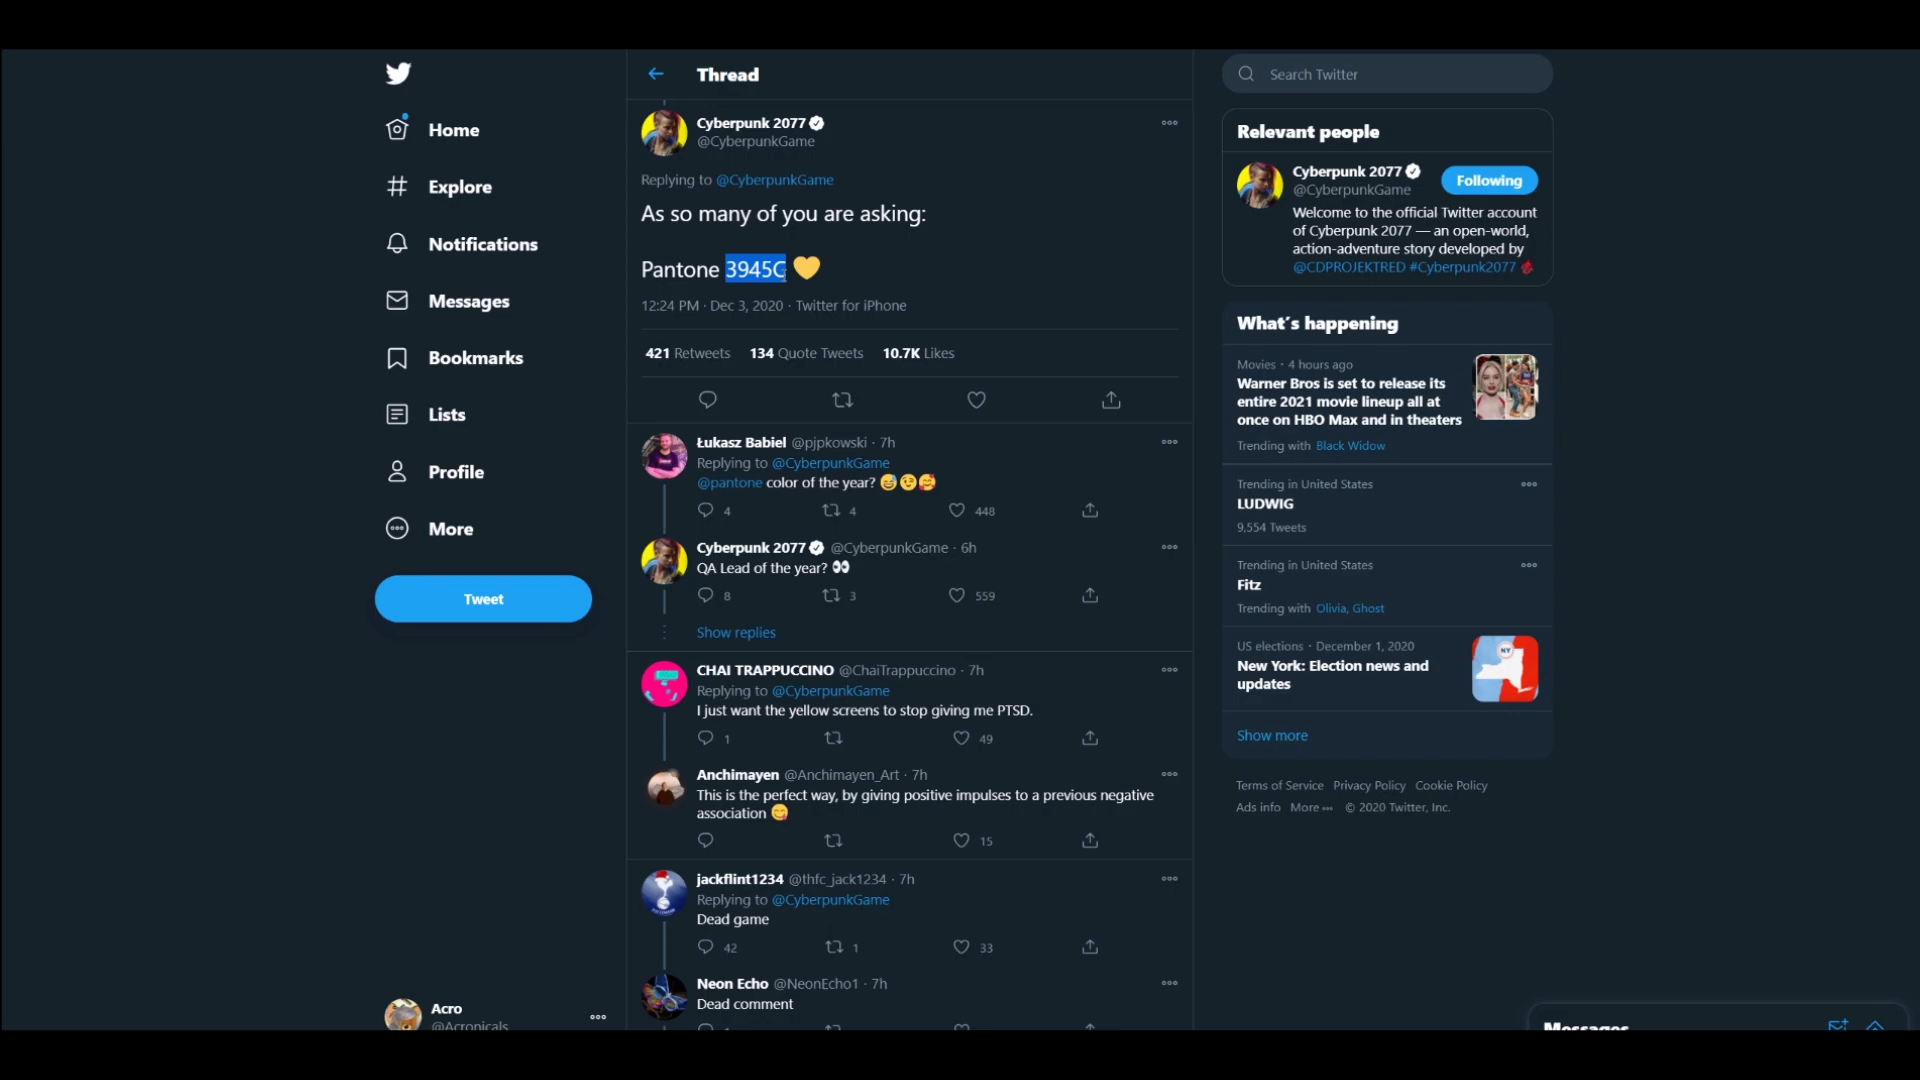 Home
Explore
Notifications
Messages
Bookmarks
Lists
Profile
More
Tweet
Acro
@Acronicals
Thread
Cyberpunk 2077
@CyberpunkGame
Replying to @CyberpunkGame
As so many of you are asking:
Pantone 3945C 💛
12:24 PM · Dec 3, 2020 · Twitter for iPhone
421 Retweets 134 Quote Tweets 10.7K Likes
Łukasz Babiel @pjpkowski · 7h
Replying to @CyberpunkGame
@pantone color of the year? 😅😉🥰
4 4 448
Cyberpunk 2077 @CyberpunkGame · 6h
QA Lead of the year? 👀
8 3 559
Show replies
CHAI TRAPPUCCINO @ChaiTrappuccino · 7h
Replying to @CyberpunkGame
I just want the yellow screens to stop giving me PTSD.
1 49
Anchimayen @Anchimayen_Art · 7h
This is the perfect way, by giving positive impulses to a previous negative
association 😋
15
jackflint1234 @thfc_jack1234 · 7h
Replying to @CyberpunkGame
Dead game
42 1 33
Neon Echo @NeonEcho1 · 7h
Dead comment
Search Twitter
Relevant people
Cyberpunk 2077
@CyberpunkGame
Following
Welcome to the official Twitter account
of Cyberpunk 2077 — an open-world,
action-adventure story developed by
@CDPROJEKTRED #Cyberpunk2077
What's happening
Movies · 4 hours ago
Warner Bros is set to release its
entire 2021 movie lineup all at
once on HBO Max and in theaters
Trending with Black Widow
Trending in United States
LUDWIG
9,554 Tweets
Trending in United States
Fitz
Trending with Olivia, Ghost
US elections · December 1, 2020
New York: Election news and
updates
NY
Show more
Terms of Service Privacy Policy Cookie Policy
Ads info More ••• © 2020 Twitter, Inc.
Messages